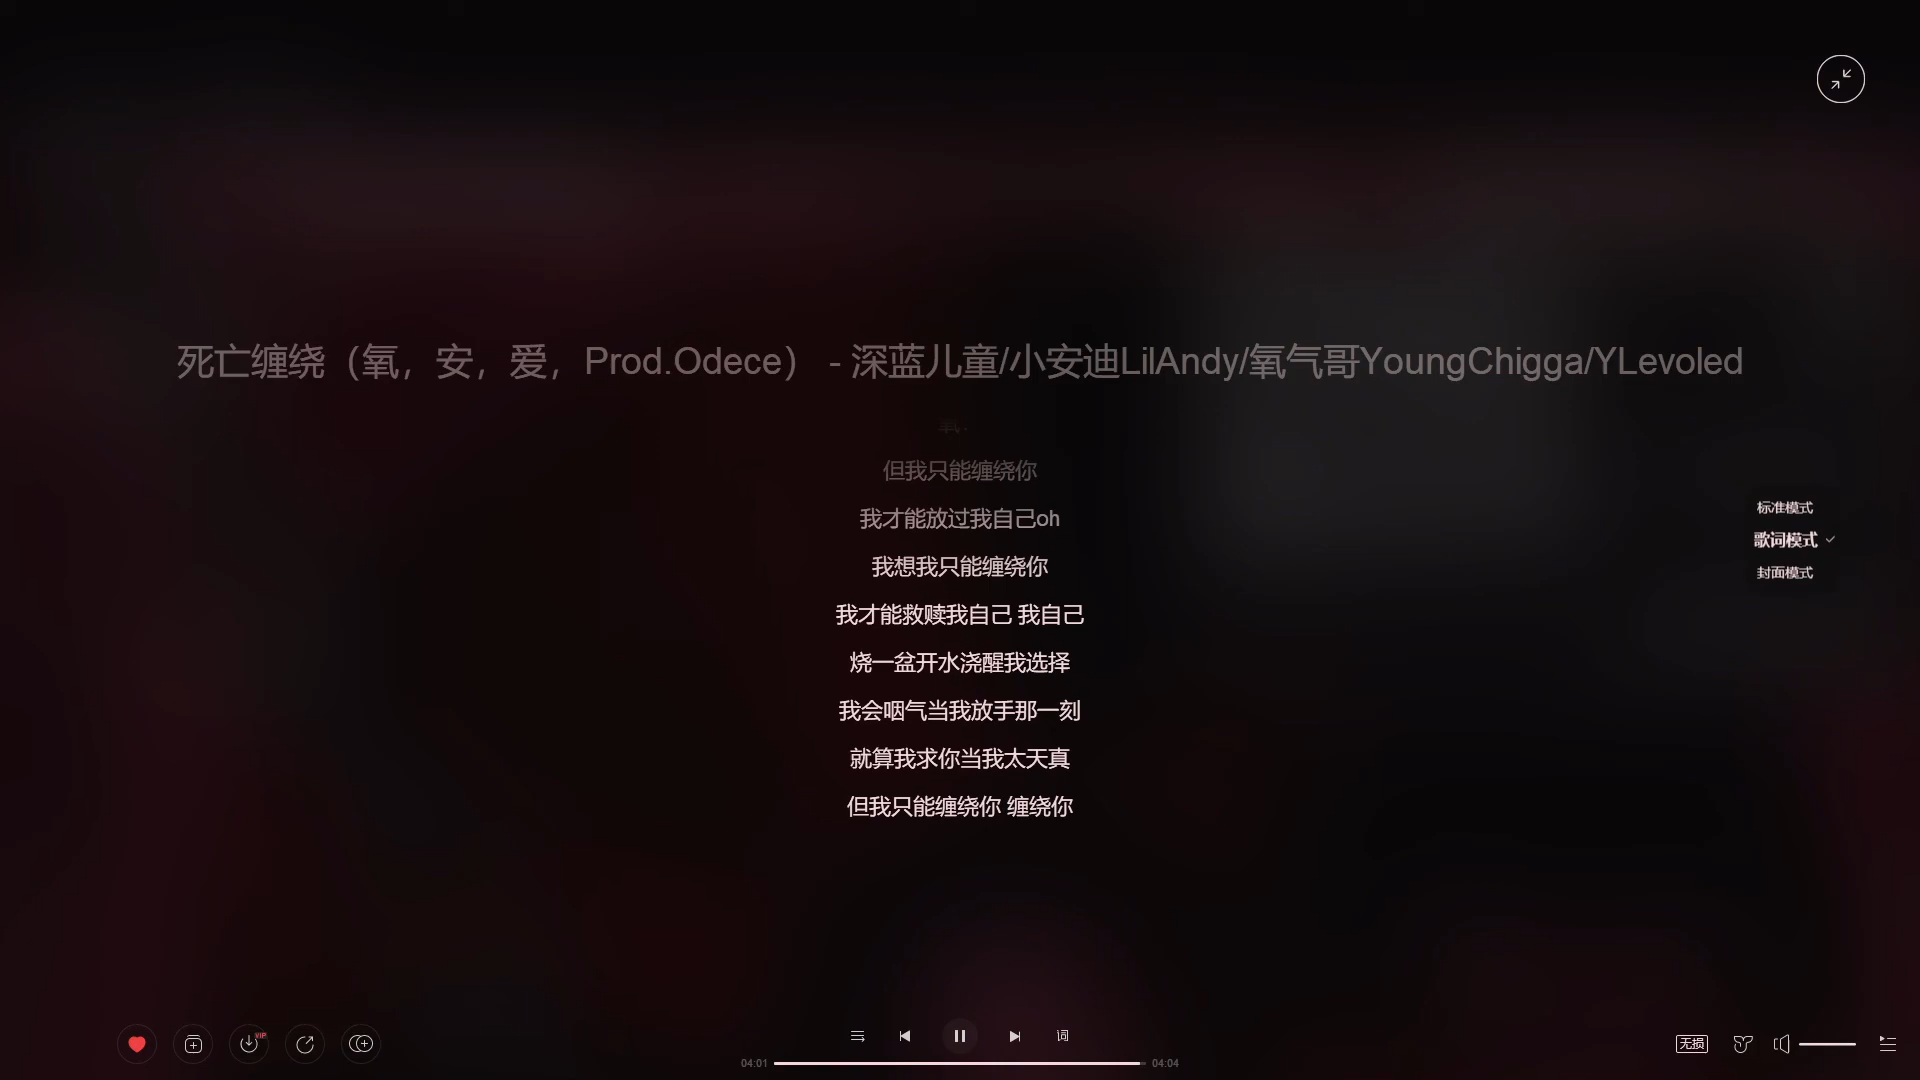 死亡缠绕（氧，安，爱，Prod.Odece） - 深蓝儿童/小安迪LilAndy/氧气哥YoungChigga/YLevoled
氧：
但我只能缠绕你
我才能放过我自己oh
我想我只能缠绕你
我才能救赎我自己 我自己
烧一盆开水浇醒我选择
我会咽气当我放手那一刻
就算我求你当我太天真
但我只能缠绕你 缠绕你
标准模式
歌词模式
封面模式
VIP
词
04:01
04:04
无损